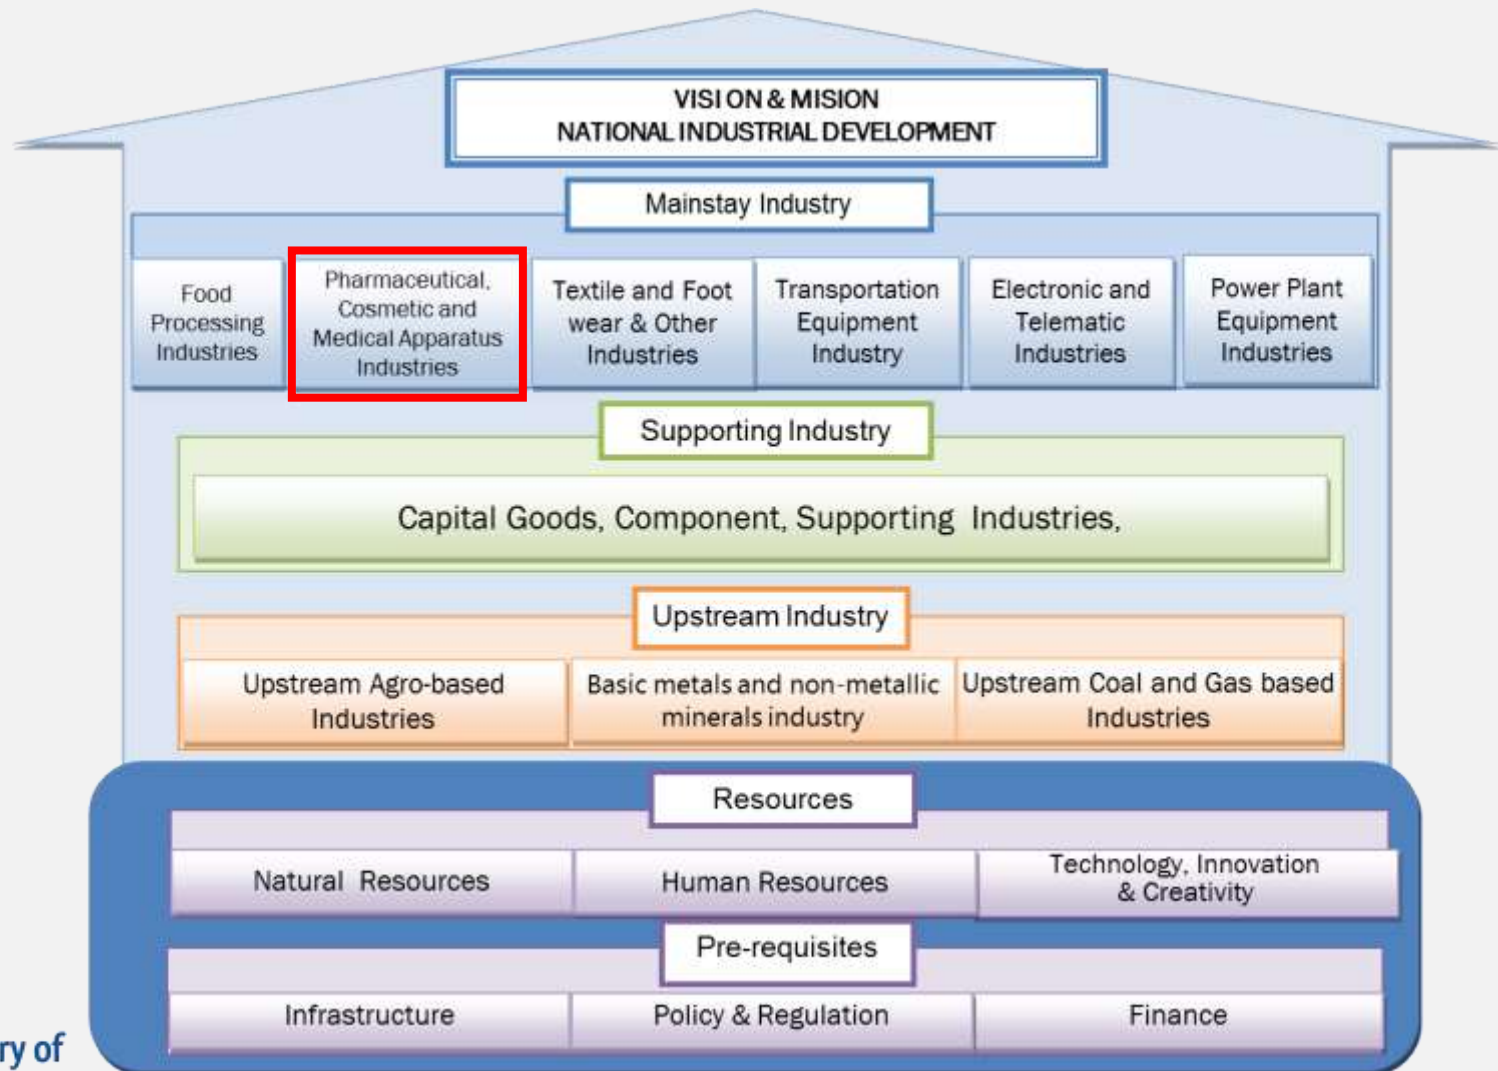 VISION & MISION
NATIONAL INDUSTRIAL DEVELOPMENT
Mainstay Industry
Food
Processing
Industries
Pharmaceutical,
Cosmetic and
Medical Apparatus
Industries
Textile and Foot
wear & Other
Industries
Transportation
Equipment
Industry
Electronic and
Telematic
Industries
Power Plant
Equipment
Industries
Supporting Industry
Capital Goods, Component, Supporting Industries,
Upstream Industry
Upstream Agro-based
Industries
Basic metals and non-metallic
minerals industry
Upstream Coal and Gas based
Industries
Resources
Natural Resources
Human Resources
Technology, Innovation
& Creativity
Pre-requisites
Infrastructure
Policy & Regulation
Finance
ry of